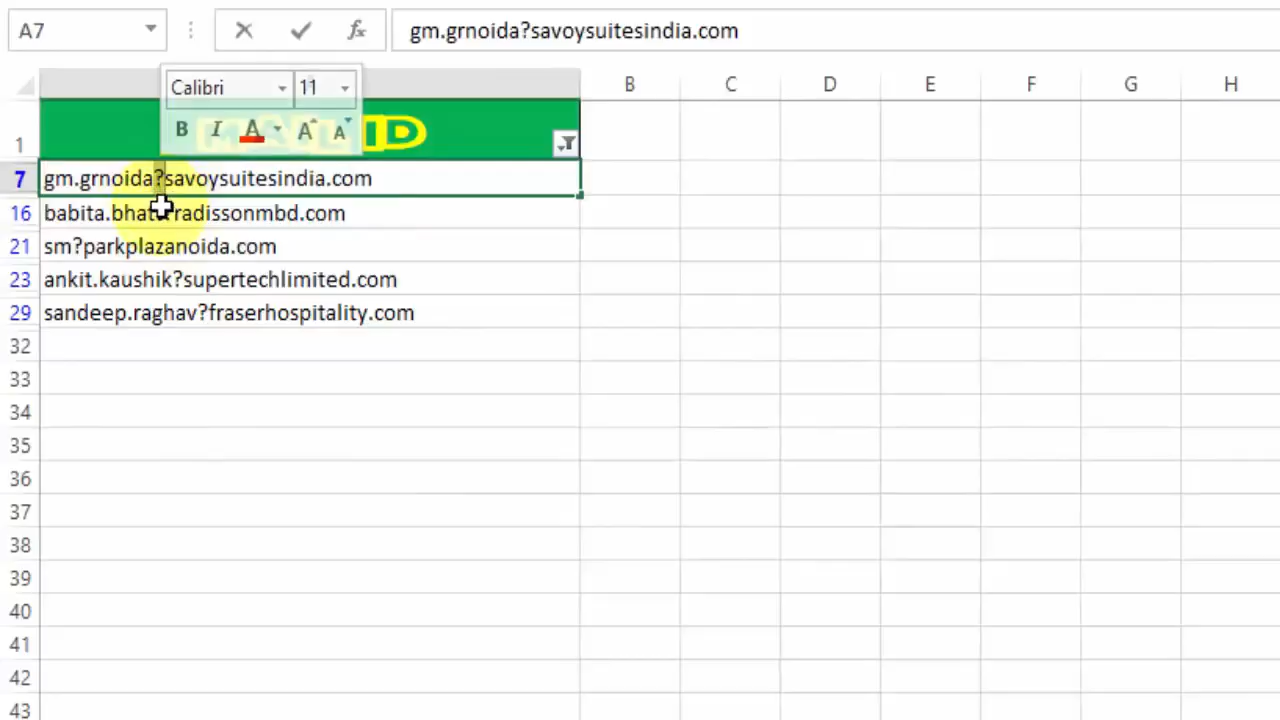 A7 fx gm.grnoida?savoysuitesindia.com
Calibri 11
B I A A A
B C D E F G H
1 ID
7 gm.grnoida?savoysuitesindia.com
16 babita.bhat radissonmbd.com
21 sm?parkplazanoida.com
23 ankit.kaushik?supertechlimited.com
29 sandeep.raghav?fraserhospitality.com
32
33
34
35
36
37
38
39
40
41
42
43